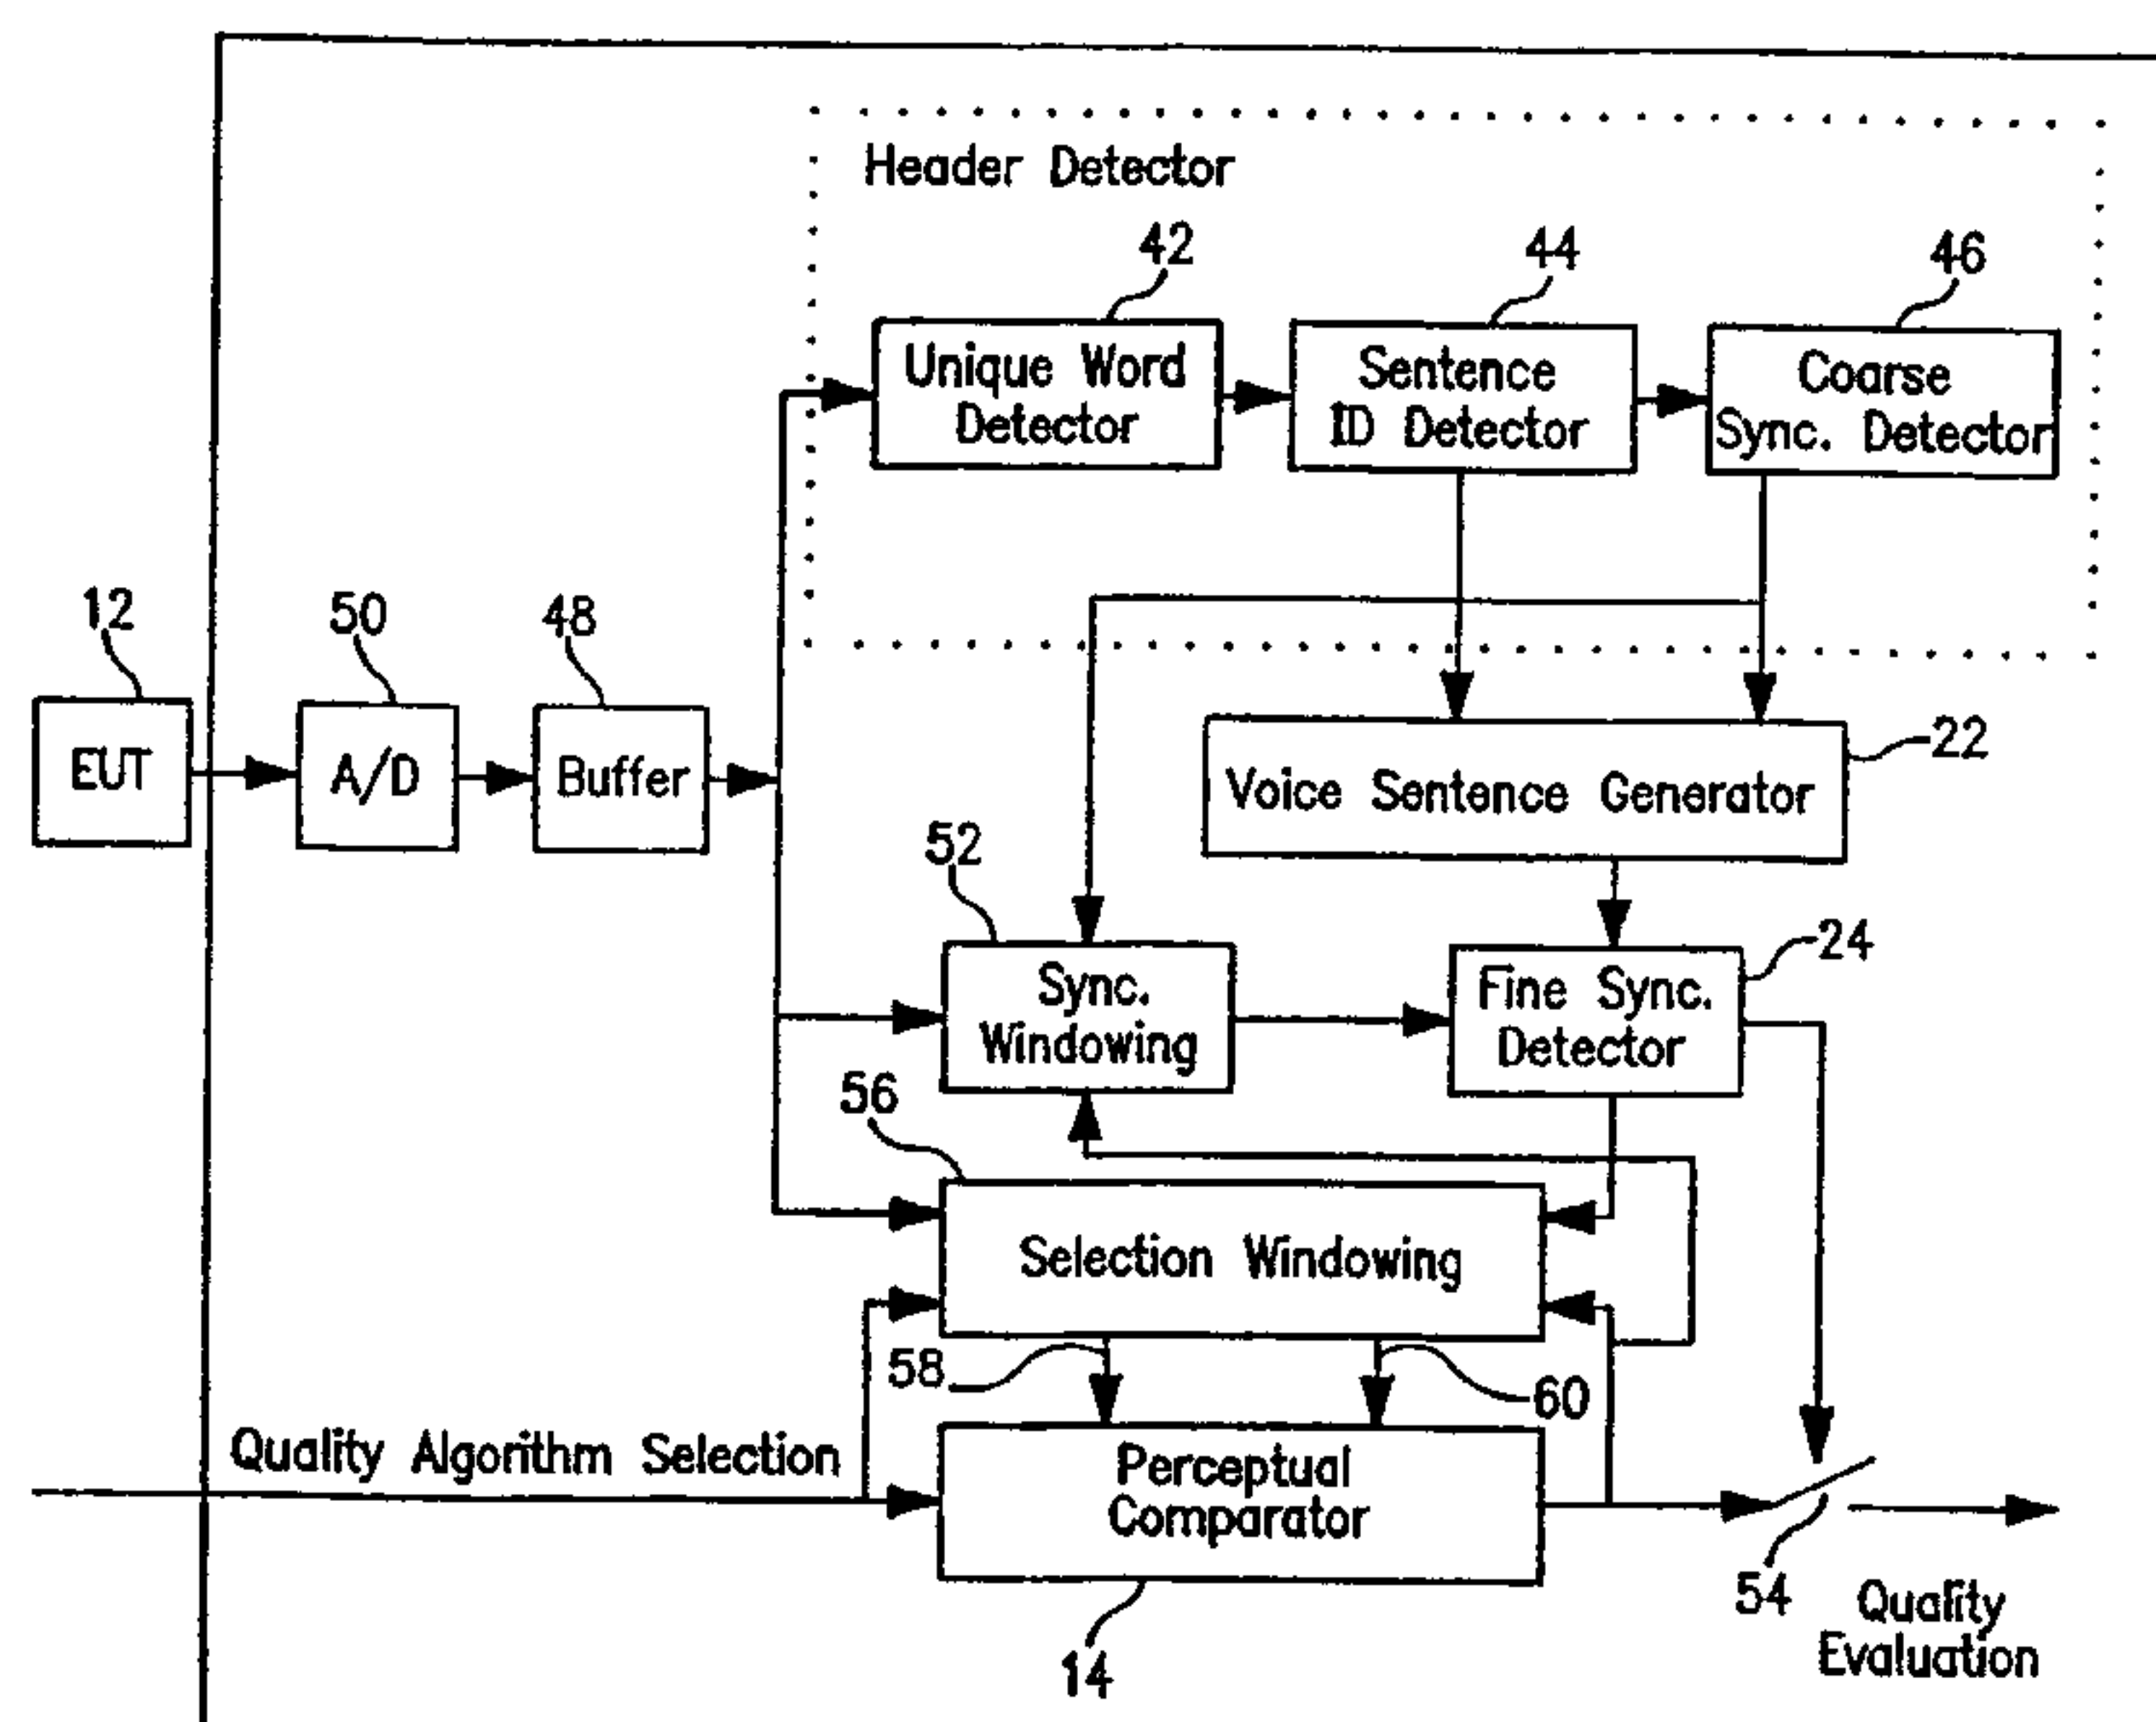 Header Detector
42
44
46
Unique Word
Detector
Sentence
ID Detector
Coarse
Sync. Detector
12
50
48
EUT
A/D
Buffer
22
Voice Sentence Generator
52
24
Sync.
Windowing
Fine Sync.
Detector
56
Selection Windowing
58
60
Quality Algorithm Selection
Perceptual
Comparator
54
Quality
Evaluation
14